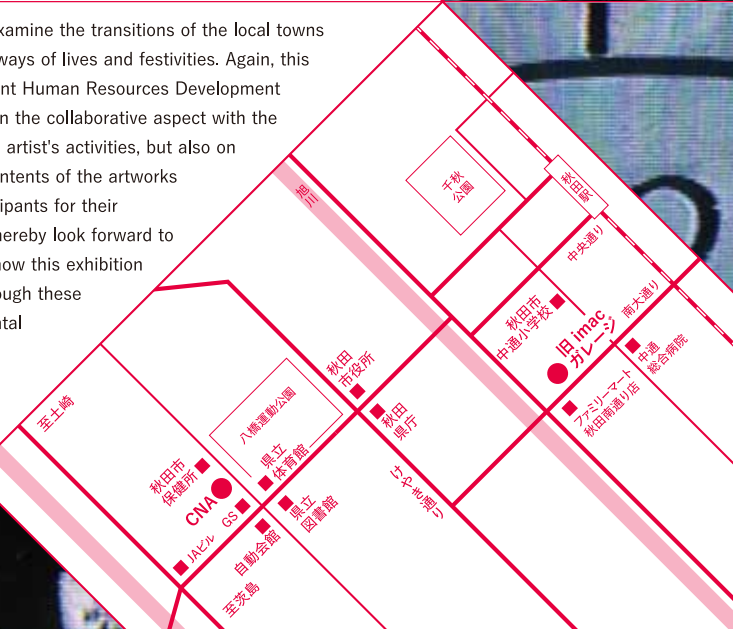 xamine the transitions of the local towns
ways of lives and festivities. Again, this
nt Human Resources Development
n the collaborative aspect with the
artist's activities, but also on
ntents of the artworks
ipants for their
hereby look forward to
how this exhibition
ough these
tal
旭川
千秋
公園
秋田駅
中央通り
南大通り
秋田市
中通小学校
旧 imac
ガレージ
中通
総合病院
ファミリーマート
秋田南通り店
秋田
市役所
秋田
県庁
けやき通り
八橋運動公園
県立
体育館
県立
図書館
至土崎
秋田市
保健所
CNA
GS
JAビル
自動会館
至茨島